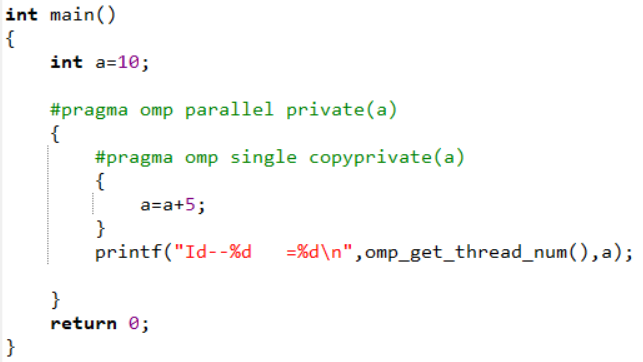 int main()
{
    int a=10;

    #pragma omp parallel private(a)
    {
        #pragma omp single copyprivate(a)
        {
            a=a+5;
        }
        printf("Id--%d   =%d\n",omp_get_thread_num(),a);

    }
    return 0;
}